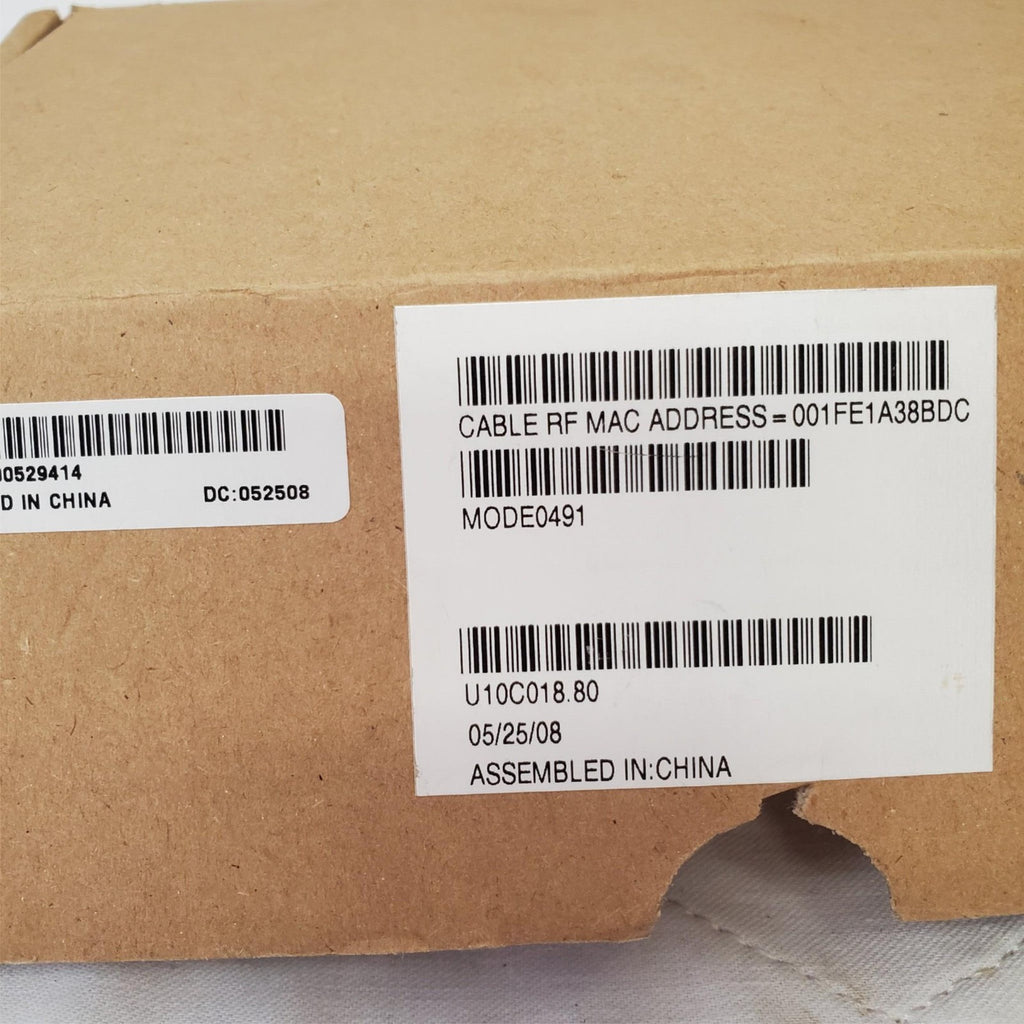 CABLE RF MAC ADDRESS = 001FE1A38BDC
MODE0491
U10C018.80
05/25/08
ASSEMBLED IN:CHINA
00529414
D IN CHINA
DC:052508